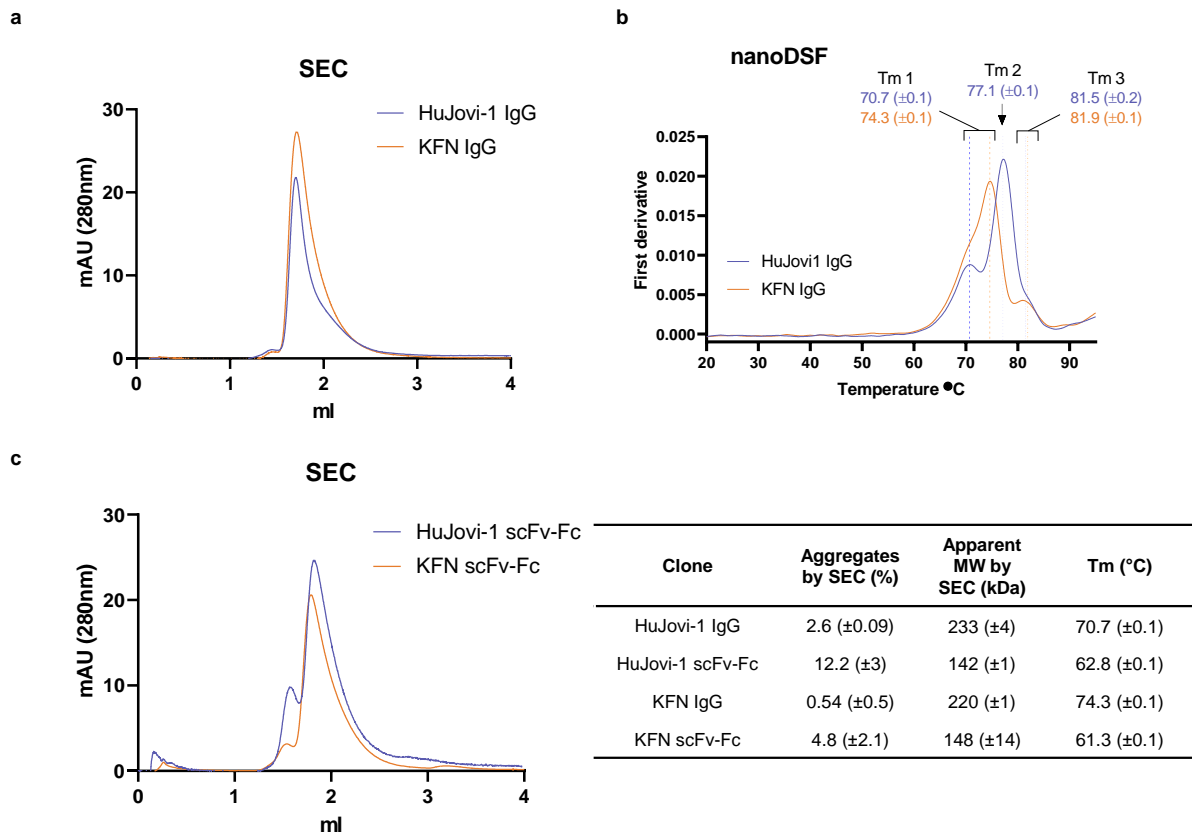 a
SEC
30
20
10
0
mAU (280nm)
0 1 2 3 4
ml
HuJovi-1 IgG
KFN IgG
b
nanoDSF
Tm 1
70.7 (±0.1)
74.3 (±0.1)
Tm 2
77.1 (±0.1)
Tm 3
81.5 (±0.2)
81.9 (±0.1)
0.025
0.020
0.015
0.010
0.005
0.000
First derivative
HuJovi1 IgG
KFN IgG
20 30 40 50 60 70 80 90
Temperature ●C
c
SEC
30
20
10
0
mAU (280nm)
0 1 2 3 4
ml
HuJovi-1 scFv-Fc
KFN scFv-Fc
Clone Aggregates by SEC (%) Apparent MW by SEC (kDa) Tm (°C)
HuJovi-1 IgG 2.6 (±0.09) 233 (±4) 70.7 (±0.1)
HuJovi-1 scFv-Fc 12.2 (±3) 142 (±1) 62.8 (±0.1)
KFN IgG 0.54 (±0.5) 220 (±1) 74.3 (±0.1)
KFN scFv-Fc 4.8 (±2.1) 148 (±14) 61.3 (±0.1)